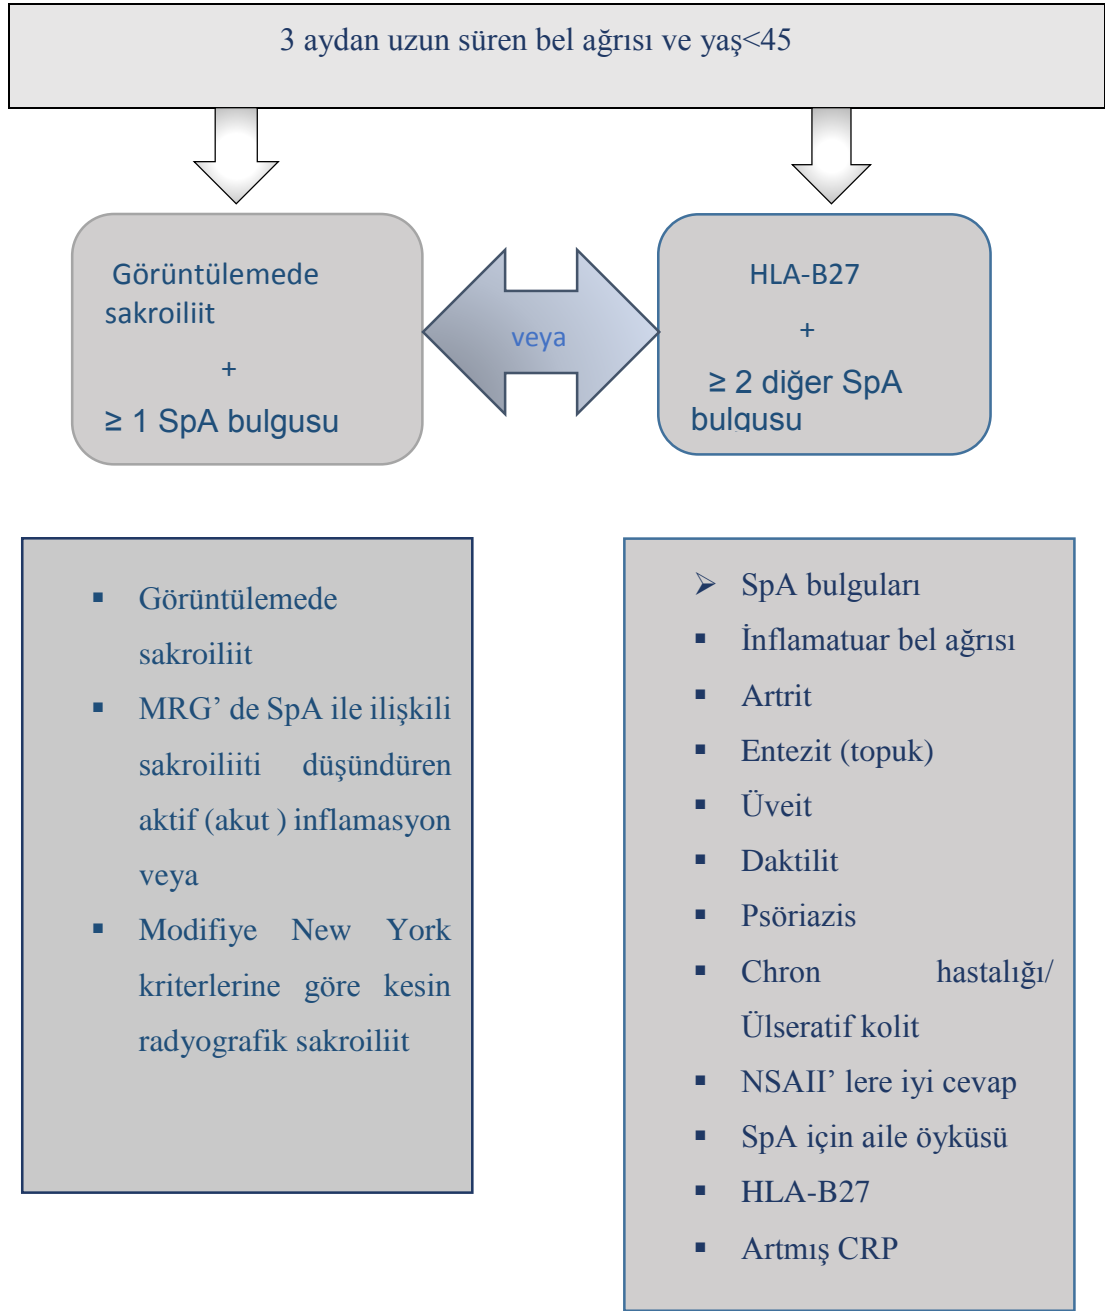 3 aydan uzun süren bel ağrısı ve yaş<45
Görüntülemede
sakroiliit
+
≥ 1 SpA bulgusu
veya
HLA-B27
+
≥ 2 diğer SpA
bulgusu
▪ Görüntülemede
sakroiliit
▪ MRG’ de SpA ile ilişkili
sakroiliiti düşündüren
aktif (akut ) inflamasyon
veya
▪ Modifiye New York
kriterlerine göre kesin
radyografik sakroiliit
➢ SpA bulguları
▪ İnflamatuar bel ağrısı
▪ Artrit
▪ Entezit (topuk)
▪ Üveit
▪ Daktilit
▪ Psöriazis
▪ Chron hastalığı/
Ülseratif kolit
▪ NSAII’ lere iyi cevap
▪ SpA için aile öyküsü
▪ HLA-B27
▪ Artmış CRP